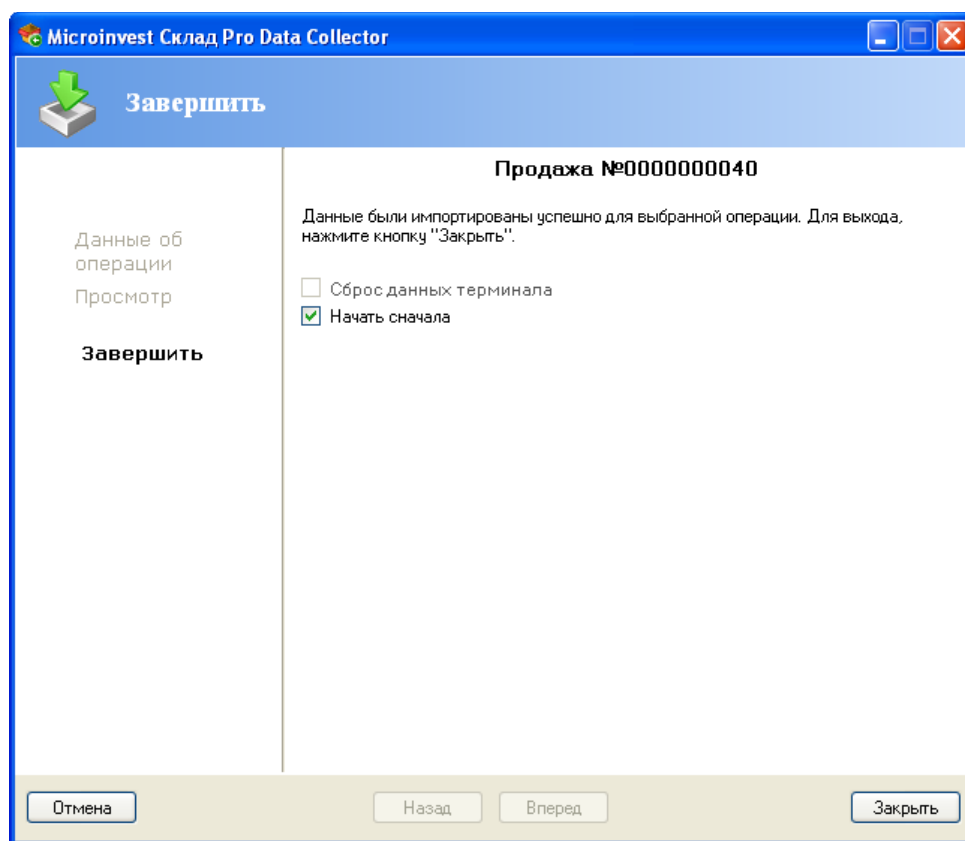 Microinvest Склад Pro Data Collector
Завершить
Данные об
операции
Просмотр
Завершить
Продажа №0000000040
Данные были импортированы успешно для выбранной операции. Для выхода,
нажмите кнопку "Закрыть".
Сброс данных терминала
Начать сначала
Отмена
Назад
Вперед
Закрыть